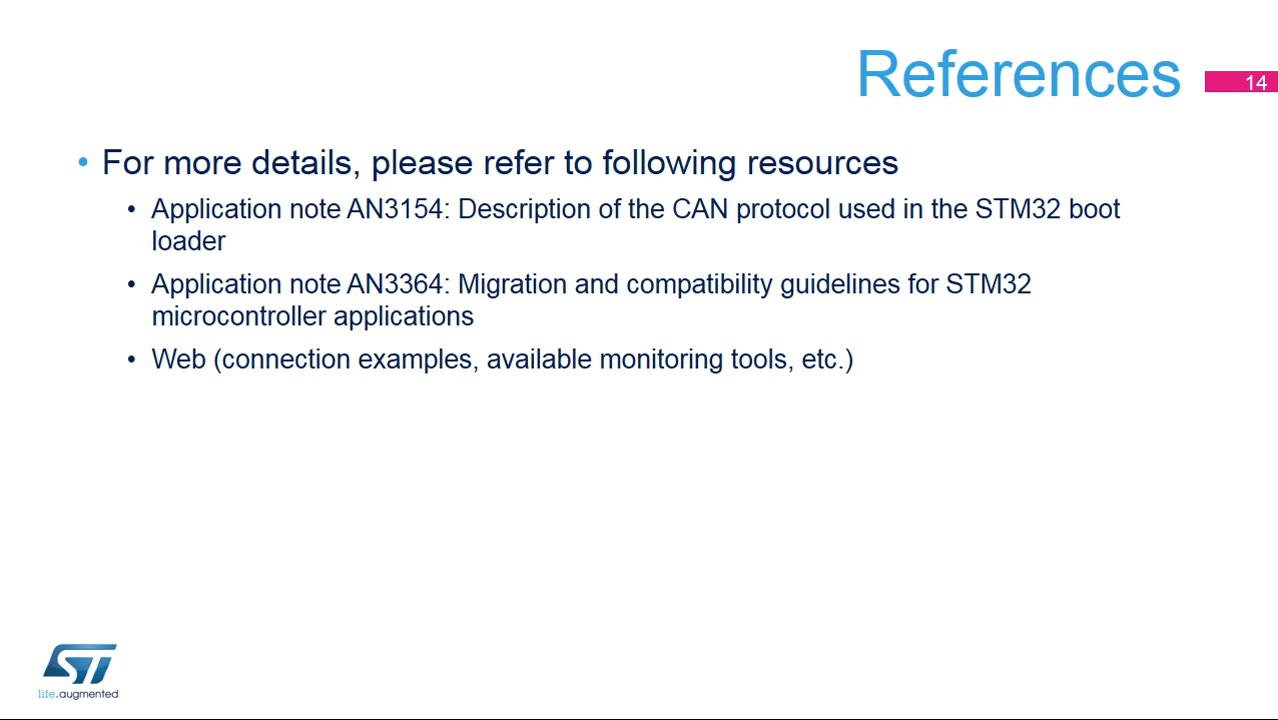 References
14
• For more details, please refer to following resources
• Application note AN3154: Description of the CAN protocol used in the STM32 boot
loader
• Application note AN3364: Migration and compatibility guidelines for STM32
microcontroller applications
• Web (connection examples, available monitoring tools, etc.)
ST
life.augmented